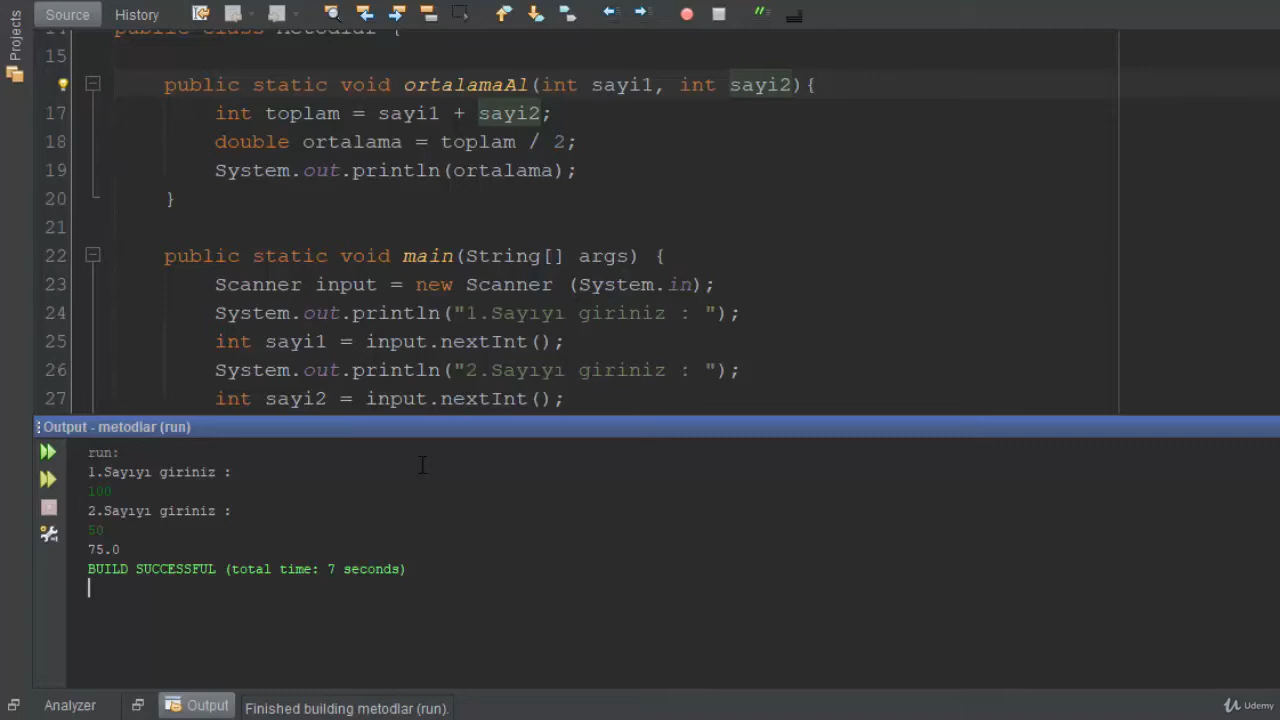 Source History
Projects
14 public class Metodlar {
15
public static void ortalamaAl(int sayi1, int sayi2){
17 int toplam = sayi1 + sayi2;
18 double ortalama = toplam / 2;
19 System.out.println(ortalama);
20 }
21
22 public static void main(String[] args) {
23 Scanner input = new Scanner (System.in);
24 System.out.println("1.Sayıyı giriniz : ");
25 int sayi1 = input.nextInt();
26 System.out.println("2.Sayıyı giriniz : ");
27 int sayi2 = input.nextInt();
Output - metodlar (run)
run:
1.Sayıyı giriniz :
100
2.Sayıyı giriniz :
50
75.0
BUILD SUCCESSFUL (total time: 7 seconds)
Analyzer Output Finished building metodlar (run).
Udemy